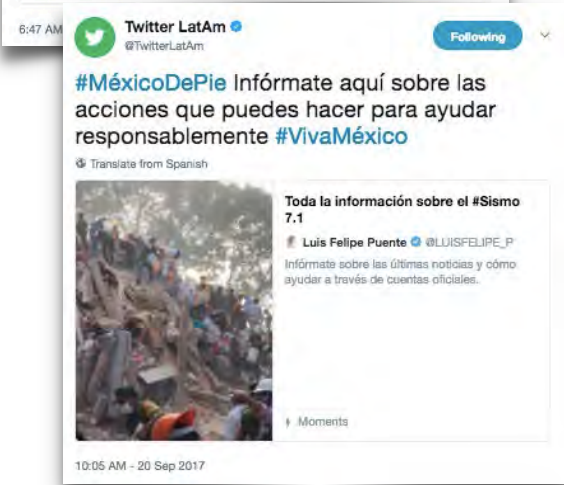 6:47 AM
Twitter LatAm
@TwitterLatAm
Following
#MéxicoDePie Infórmate aquí sobre las
acciones que puedes hacer para ayudar
responsablemente #VivaMéxico
Translate from Spanish
Toda la información sobre el #Sismo
7.1
Luis Felipe Puente @LUISFELIPE_P
Infórmate sobre las últimas noticias y cómo
ayudar a través de cuentas oficiales.
Moments
10:05 AM - 20 Sep 2017